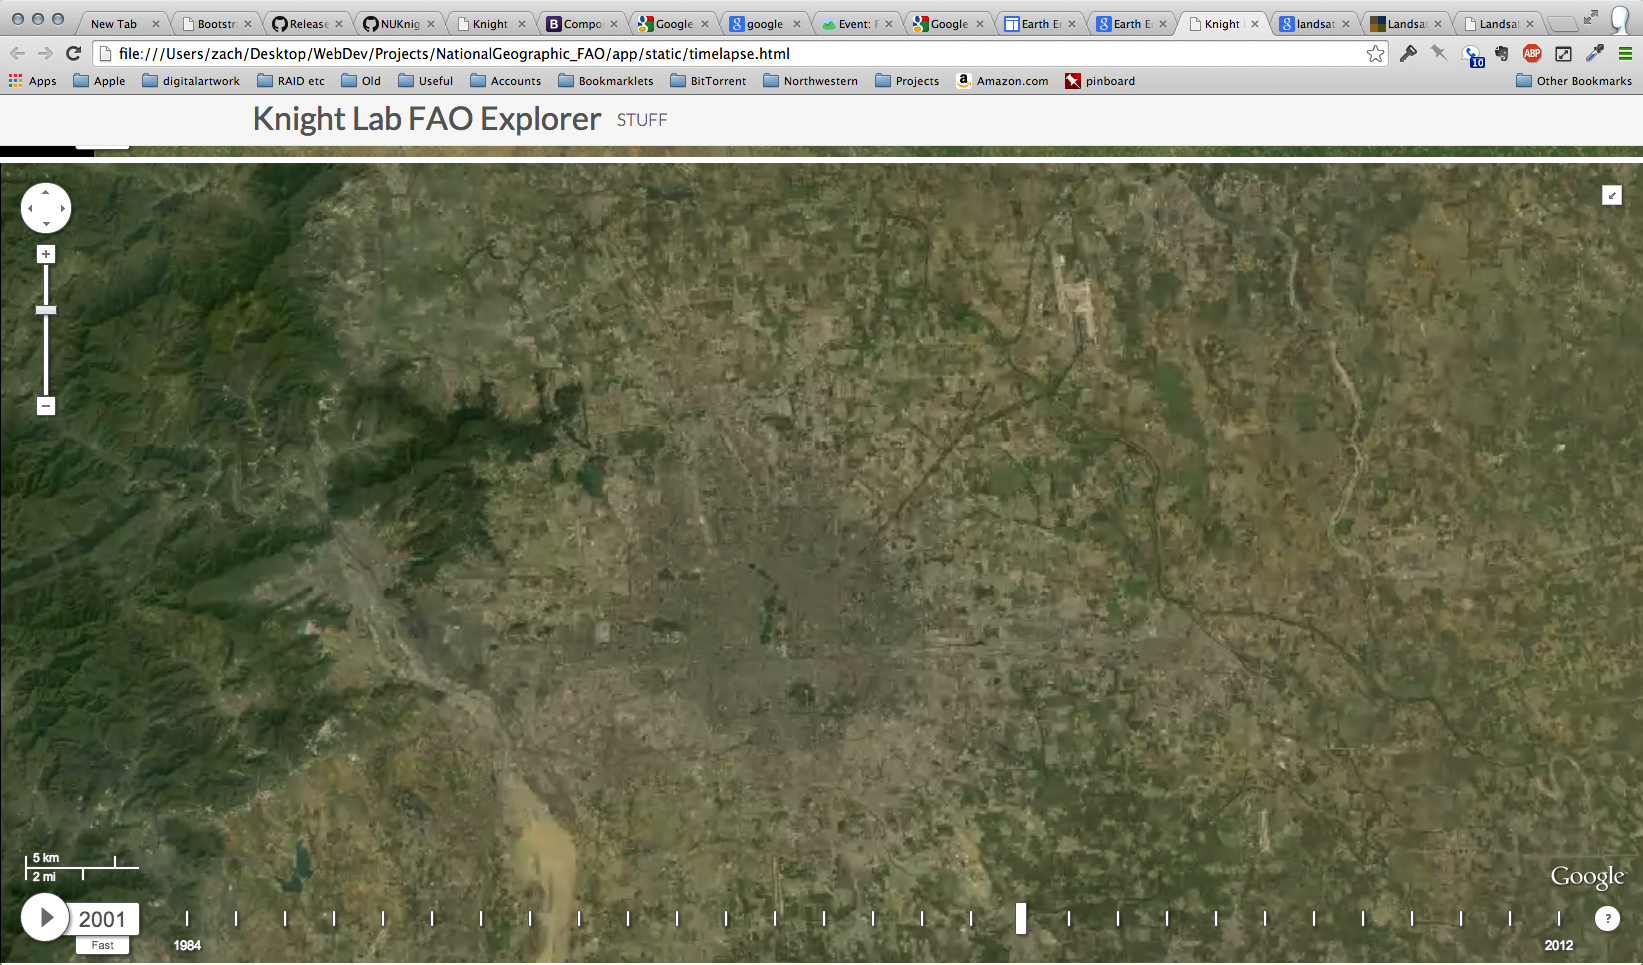 New Tab
Bootstr
Release
NUKnig
Knight
Compo
Google
google
Event: F
Google
Earth E
Earth E
Knight
landsat
Landsat
Landsat
file:///Users/zach/Desktop/WebDev/Projects/NationalGeographic_FAO/app/static/timelapse.html
ABP
10
Apps Apple digitalartwork RAID etc Old Useful Accounts Bookmarklets BitTorrent Northwestern Projects Amazon.com pinboard Other Bookmarks
Knight Lab FAO Explorer STUFF
5 km
2 mi
Google
2001
Fast
1984
2012
?